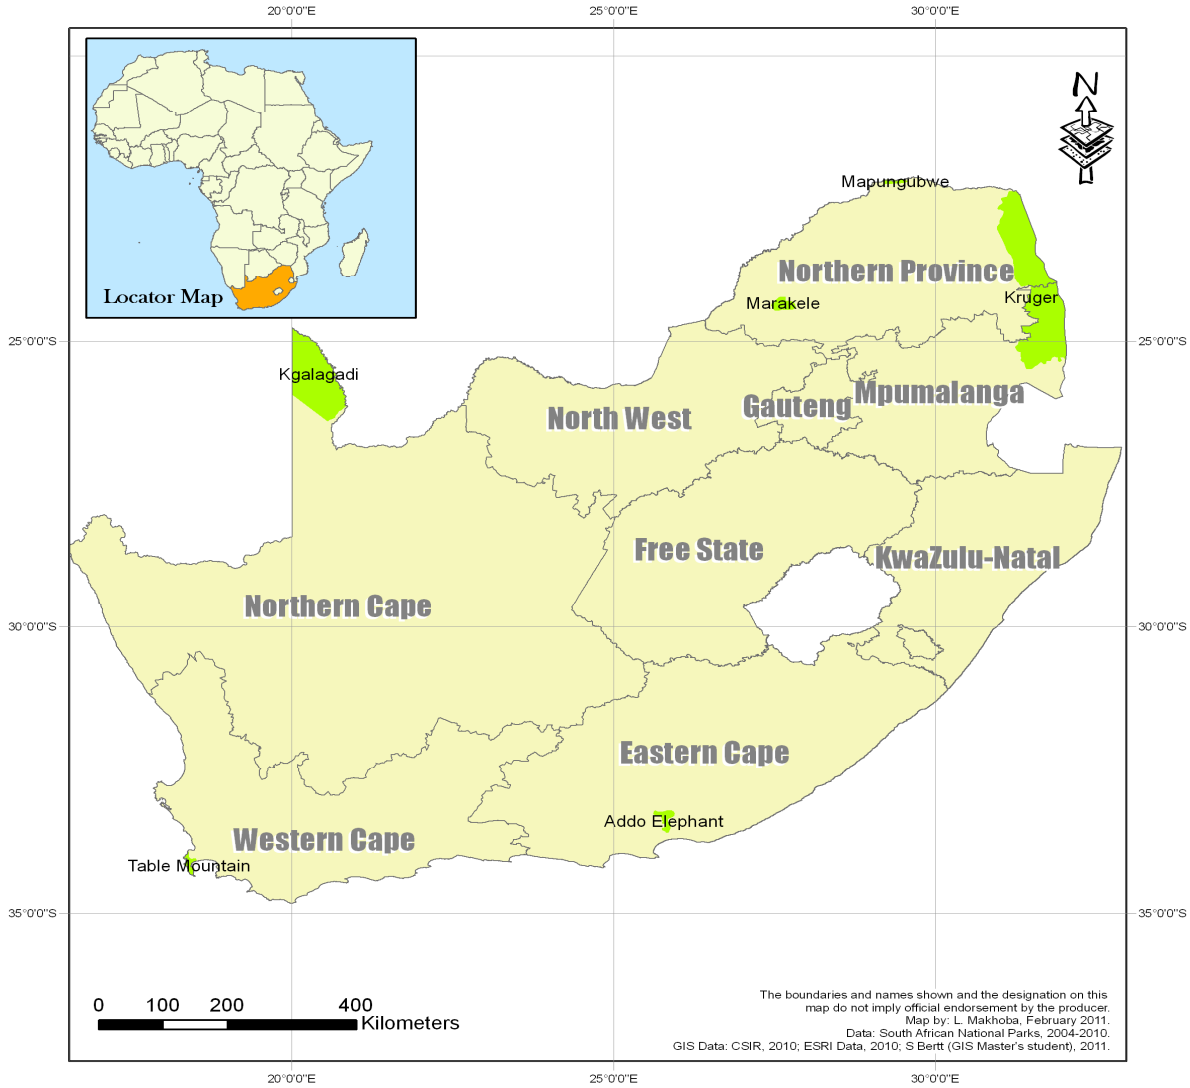 20°0'0"E 25°0'0"E 30°0'0"E
N
Mapungubwe
Northern Province
Locator Map
Kruger
Marakele
25°0'0"S 25°0'0"S
Kgalagadi
Mpumalanga
Gauteng
North West
Free State
KwaZulu-Natal
Northern Cape
30°0'0"S 30°0'0"S
Eastern Cape
Addo Elephant
Western Cape
Table Mountain
35°0'0"S 35°0'0"S
0 100 200 400
Kilometers
The boundaries and names shown and the designation on this
map do not imply official endorsement by the producer.
Map by: L. Makhoba, February 2011.
Data: South African National Parks, 2004-2010.
GIS Data: CSIR, 2010; ESRI Data, 2010; S Bertt (GIS Master's student), 2011.
20°0'0"E 25°0'0"E 30°0'0"E